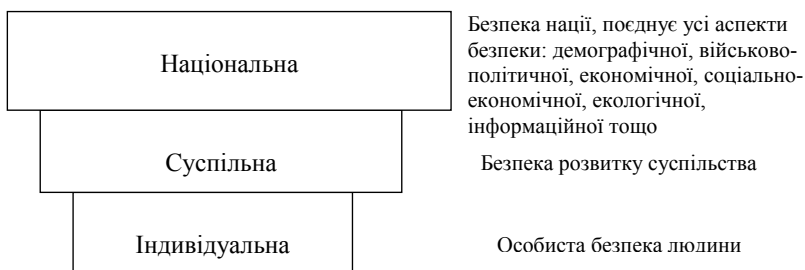 Національна
Безпека нації, поєднує усі аспекти
безпеки: демографічної, військово-
політичної, економічної, соціально-
економічної, екологічної,
інформаційної тощо
Суспільна
Безпека розвитку суспільства
Індивідуальна
Особиста безпека людини